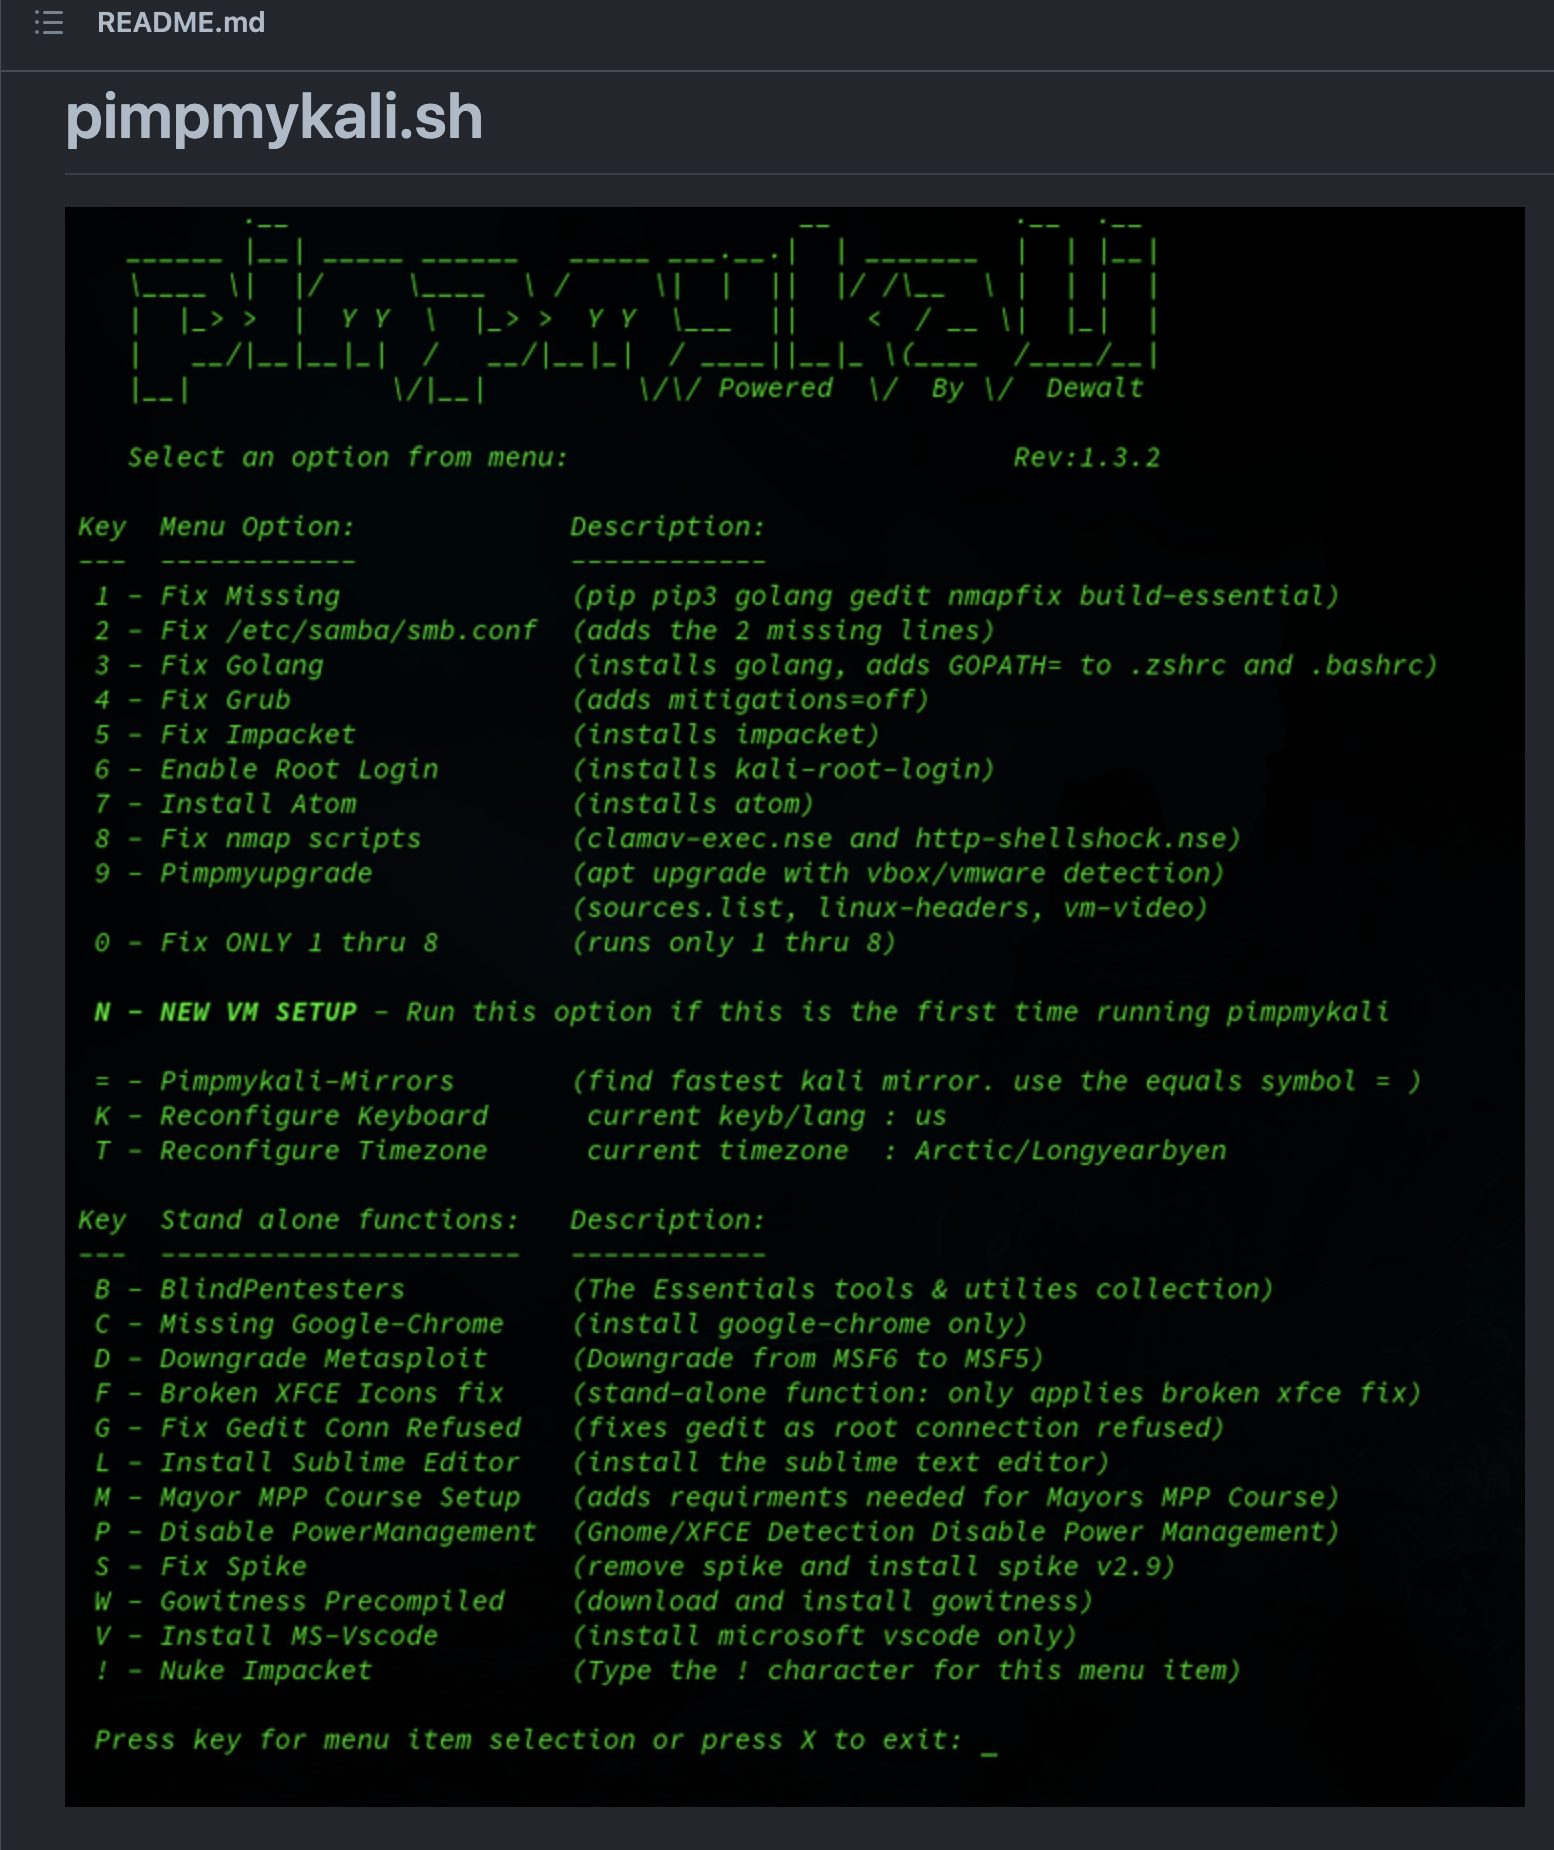 README.md
pimpmykali.sh
pimpmykali
Powered By Dewalt
Select an option from menu: Rev:1.3.2
Key Menu Option: Description:
--- ------------ ------------
1 - Fix Missing (pip pip3 golang gedit nmapfix build-essential)
2 - Fix /etc/samba/smb.conf (adds the 2 missing lines)
3 - Fix Golang (installs golang, adds GOPATH= to .zshrc and .bashrc)
4 - Fix Grub (adds mitigations=off)
5 - Fix Impacket (installs impacket)
6 - Enable Root Login (installs kali-root-login)
7 - Install Atom (installs atom)
8 - Fix nmap scripts (clamav-exec.nse and http-shellshock.nse)
9 - Pimpmyupgrade (apt upgrade with vbox/vmware detection)
(sources.list, linux-headers, vm-video)
0 - Fix ONLY 1 thru 8 (runs only 1 thru 8)
N - NEW VM SETUP - Run this option if this is the first time running pimpmykali
= - Pimpmykali-Mirrors (find fastest kali mirror. use the equals symbol = )
K - Reconfigure Keyboard current keyb/lang : us
T - Reconfigure Timezone current timezone : Arctic/Longyearbyen
Key Stand alone functions: Description:
--- ---------------------- ------------
B - BlindPentesters (The Essentials tools & utilies collection)
C - Missing Google-Chrome (install google-chrome only)
D - Downgrade Metasploit (Downgrade from MSF6 to MSF5)
F - Broken XFCE Icons fix (stand-alone function: only applies broken xfce fix)
G - Fix Gedit Conn Refused (fixes gedit as root connection refused)
L - Install Sublime Editor (install the sublime text editor)
M - Mayor MPP Course Setup (adds requirments needed for Mayors MPP Course)
P - Disable PowerManagement (Gnome/XFCE Detection Disable Power Management)
S - Fix Spike (remove spike and install spike v2.9)
W - Gowitness Precompiled (download and install gowitness)
V - Install MS-Vscode (install microsoft vscode only)
! - Nuke Impacket (Type the ! character for this menu item)
Press key for menu item selection or press X to exit: _